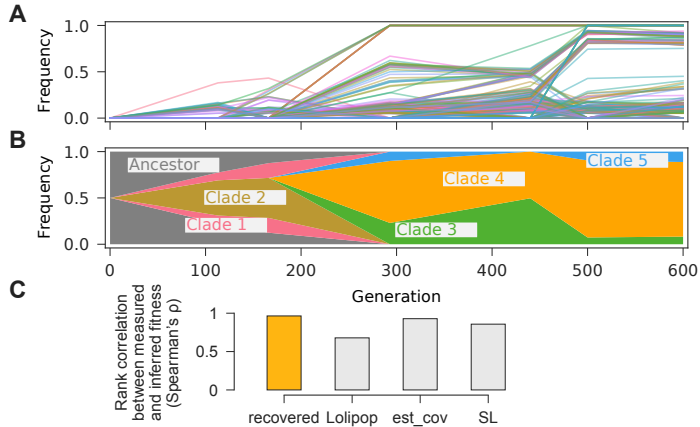 A
Frequency
1.0
0.5
0.0
B
Frequency
1.0
0.5
0.0
Ancestor
Clade 5
Clade 4
Clade 2
Clade 1
Clade 3
0 100 200 300 400 500 600
Generation
C
Rank correlation
between measured
and inferred fitness
(Spearman's ρ)
1
0.5
0
recovered Lolipop est_cov SL